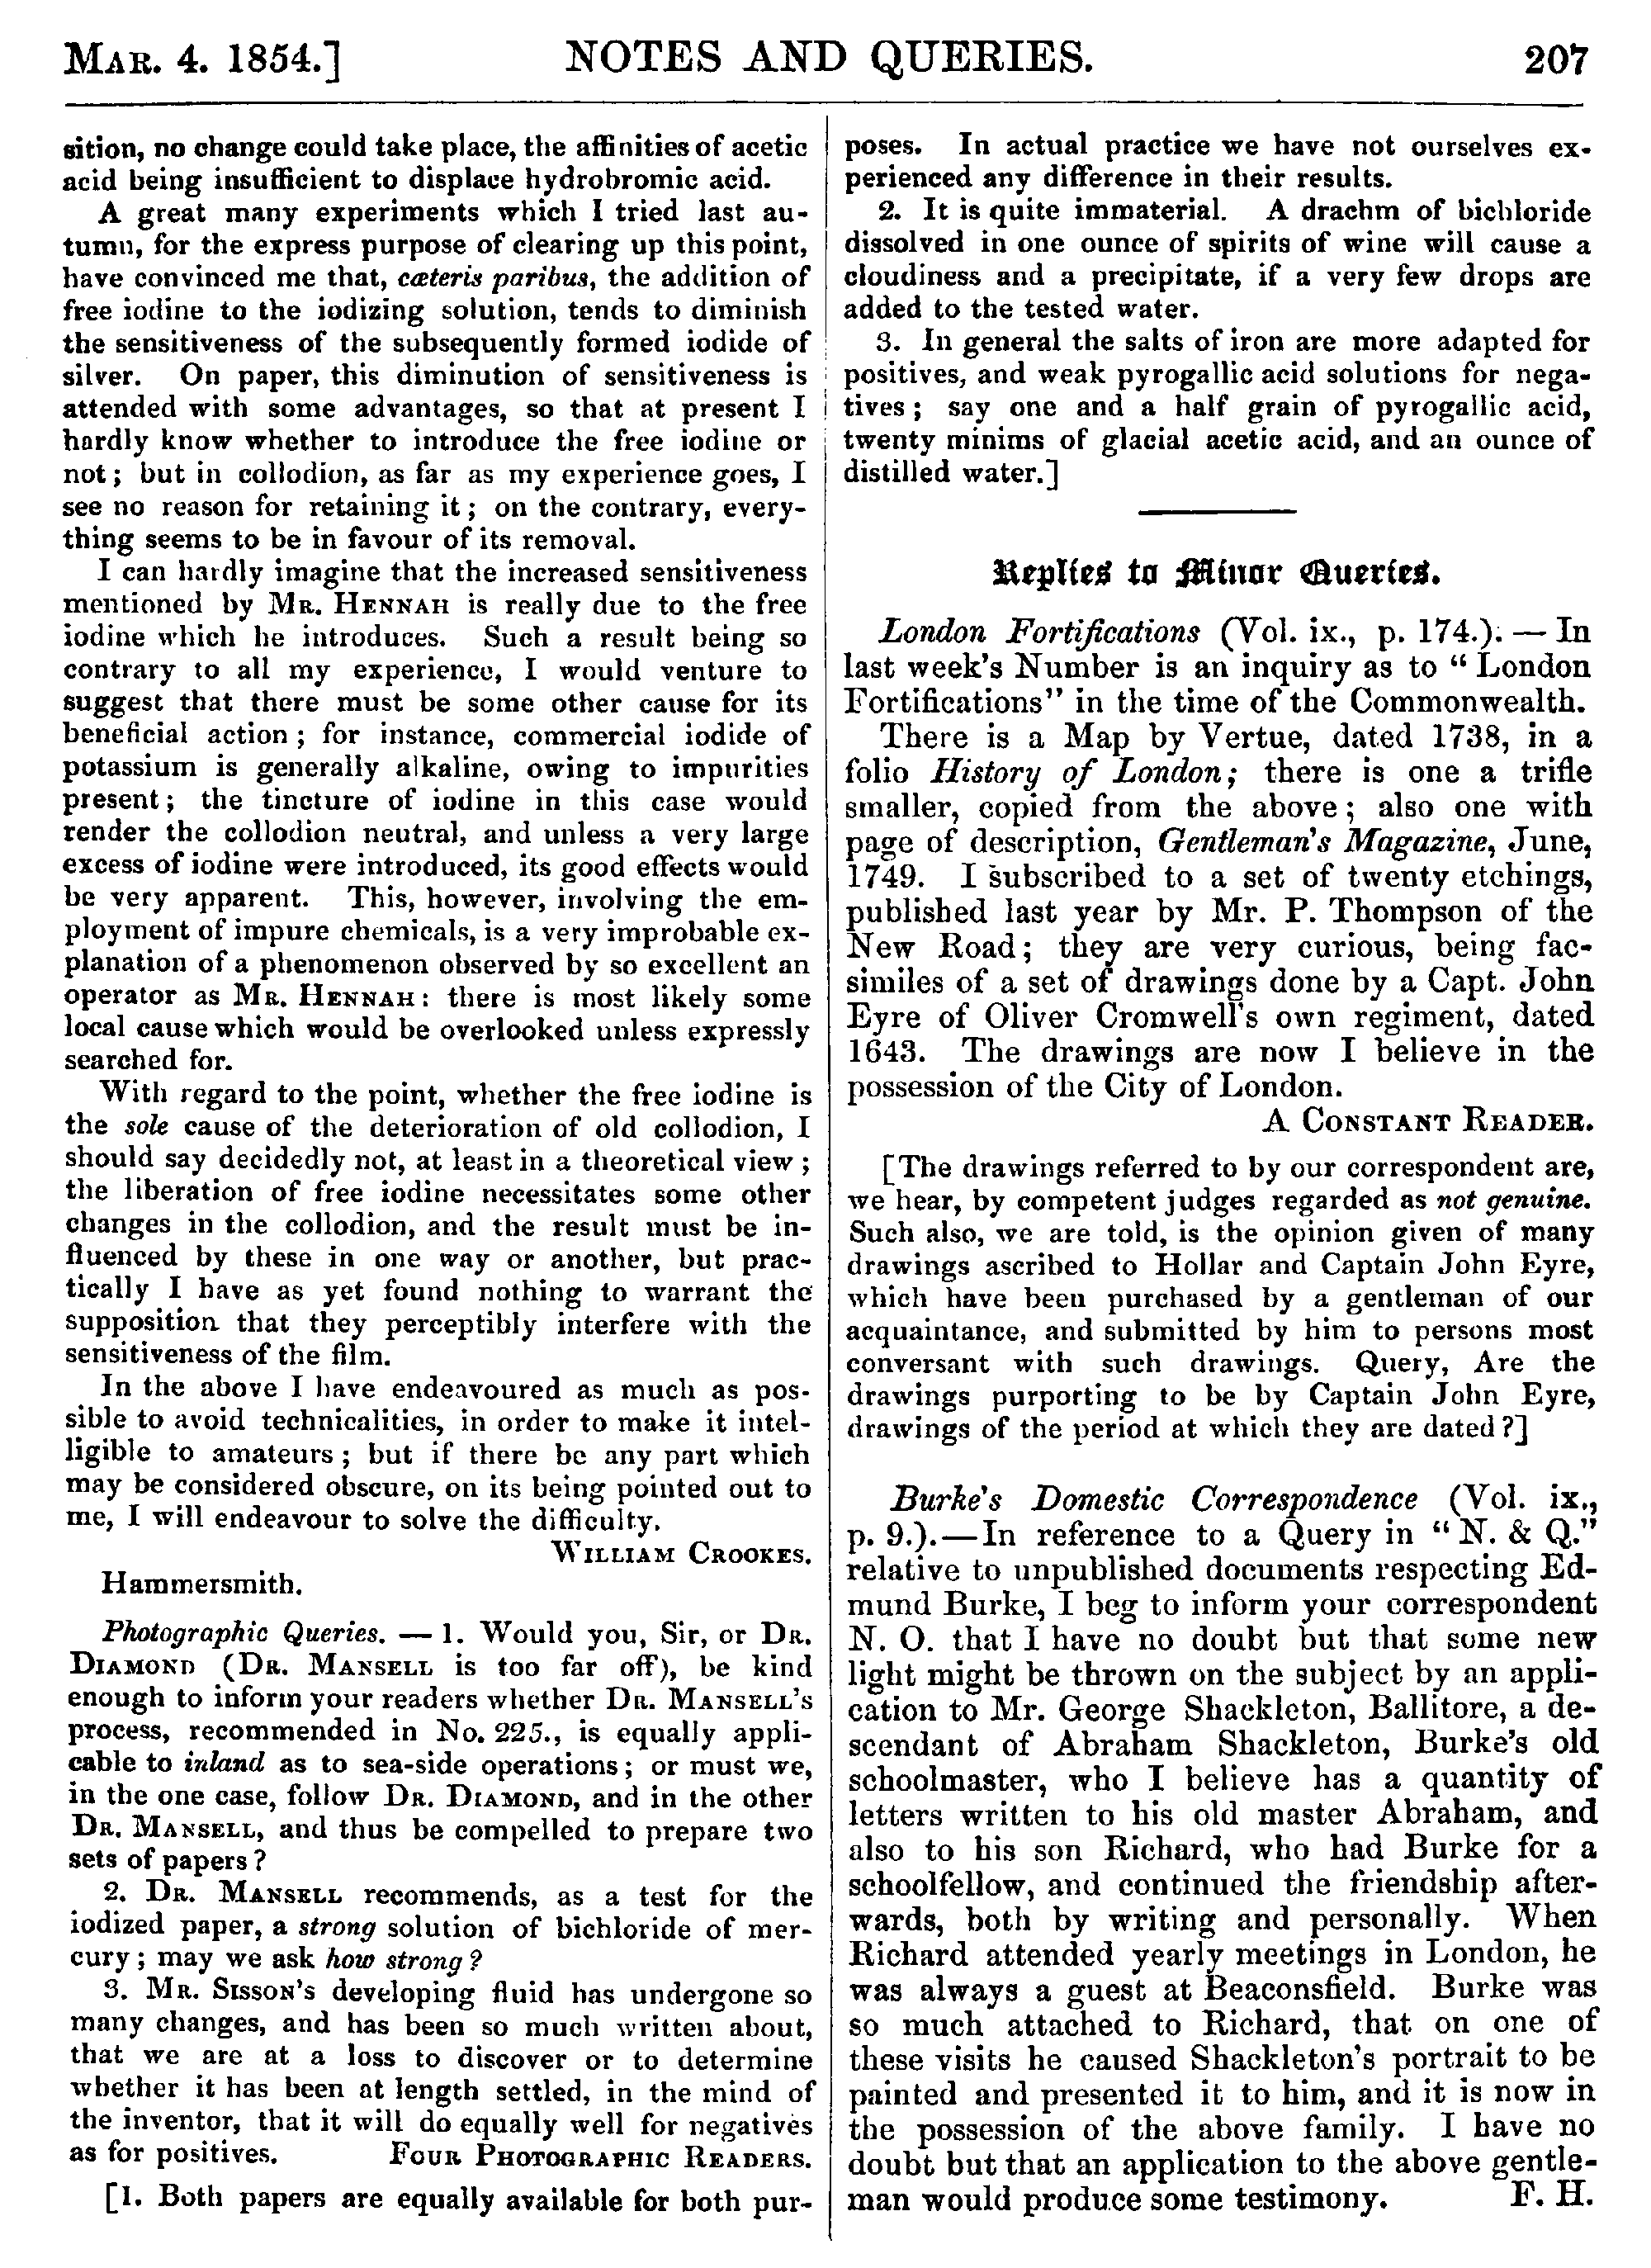 MAR. 4. 1854.] NOTES AND QUERIES. 207
sition, no change could take place, the affinities of acetic
acid being insufficient to displace hydrobromic acid.
A great many experiments which I tried last au-
tumn, for the express purpose of clearing up this point,
have convinced me that, cæteris paribus, the addition of
free iodine to the iodizing solution, tends to diminish
the sensitiveness of the subsequently formed iodide of
silver. On paper, this diminution of sensitiveness is
attended with some advantages, so that at present I
hardly know whether to introduce the free iodine or
not; but in collodion, as far as my experience goes, I
see no reason for retaining it; on the contrary, every-
thing seems to be in favour of its removal.
I can hardly imagine that the increased sensitiveness
mentioned by MR. HENNAH is really due to the free
iodine which he introduces. Such a result being so
contrary to all my experience, I would venture to
suggest that there must be some other cause for its
beneficial action; for instance, commercial iodide of
potassium is generally alkaline, owing to impurities
present; the tincture of iodine in this case would
render the collodion neutral, and unless a very large
excess of iodine were introduced, its good effects would
be very apparent. This, however, involving the em-
ployment of impure chemicals, is a very improbable ex-
planation of a phenomenon observed by so excellent an
operator as MR. HENNAH: there is most likely some
local cause which would be overlooked unless expressly
searched for.
With regard to the point, whether the free iodine is
the sole cause of the deterioration of old collodion, I
should say decidedly not, at least in a theoretical view;
the liberation of free iodine necessitates some other
changes in the collodion, and the result must be in-
fluenced by these in one way or another, but prac-
tically I have as yet found nothing to warrant the
supposition that they perceptibly interfere with the
sensitiveness of the film.
In the above I have endeavoured as much as pos-
sible to avoid technicalities, in order to make it intel-
ligible to amateurs; but if there be any part which
may be considered obscure, on its being pointed out to
me, I will endeavour to solve the difficulty.
WILLIAM CROOKES.
Hammersmith.
Photographic Queries. — 1. Would you, Sir, or DR.
DIAMOND (DR. MANSELL is too far off), be kind
enough to inform your readers whether DR. MANSELL'S
process, recommended in No. 225., is equally appli-
cable to inland as to sea-side operations; or must we,
in the one case, follow DR. DIAMOND, and in the other
DR. MANSELL, and thus be compelled to prepare two
sets of papers?
2. DR. MANSELL recommends, as a test for the
iodized paper, a strong solution of bichloride of mer-
cury; may we ask how strong?
3. MR. SISSON'S developing fluid has undergone so
many changes, and has been so much written about,
that we are at a loss to discover or to determine
whether it has been at length settled, in the mind of
the inventor, that it will do equally well for negatives
as for positives. FOUR PHOTOGRAPHIC READERS.
[1. Both papers are equally available for both pur-
poses. In actual practice we have not ourselves ex-
perienced any difference in their results.
2. It is quite immaterial. A drachm of bichloride
dissolved in one ounce of spirits of wine will cause a
cloudiness and a precipitate, if a very few drops are
added to the tested water.
3. In general the salts of iron are more adapted for
positives, and weak pyrogallic acid solutions for nega-
tives; say one and a half grain of pyrogallic acid,
twenty minims of glacial acetic acid, and an ounce of
distilled water.]
Replies to Minor Queries.
London Fortifications (Vol. ix., p. 174.). — In
last week's Number is an inquiry as to "London
Fortifications" in the time of the Commonwealth.
There is a Map by Vertue, dated 1738, in a
folio History of London; there is one a trifle
smaller, copied from the above; also one with
page of description, Gentleman's Magazine, June,
1749. I subscribed to a set of twenty etchings,
published last year by Mr. P. Thompson of the
New Road; they are very curious, being fac-
similes of a set of drawings done by a Capt. John
Eyre of Oliver Cromwell's own regiment, dated
1643. The drawings are now I believe in the
possession of the City of London.
A CONSTANT READER.
[The drawings referred to by our correspondent are,
we hear, by competent judges regarded as not genuine.
Such also, we are told, is the opinion given of many
drawings ascribed to Hollar and Captain John Eyre,
which have been purchased by a gentleman of our
acquaintance, and submitted by him to persons most
conversant with such drawings. Query, Are the
drawings purporting to be by Captain John Eyre,
drawings of the period at which they are dated?]
Burke's Domestic Correspondence (Vol. ix.,
p. 9.).—In reference to a Query in "N. & Q."
relative to unpublished documents respecting Ed-
mund Burke, I beg to inform your correspondent
N. O. that I have no doubt but that some new
light might be thrown on the subject by an appli-
cation to Mr. George Shackleton, Ballitore, a de-
scendant of Abraham Shackleton, Burke's old
schoolmaster, who I believe has a quantity of
letters written to his old master Abraham, and
also to his son Richard, who had Burke for a
schoolfellow, and continued the friendship after-
wards, both by writing and personally. When
Richard attended yearly meetings in London, he
was always a guest at Beaconsfield. Burke was
so much attached to Richard, that on one of
these visits he caused Shackleton's portrait to be
painted and presented it to him, and it is now in
the possession of the above family. I have no
doubt but that an application to the above gentle-
man would produce some testimony. F. H.